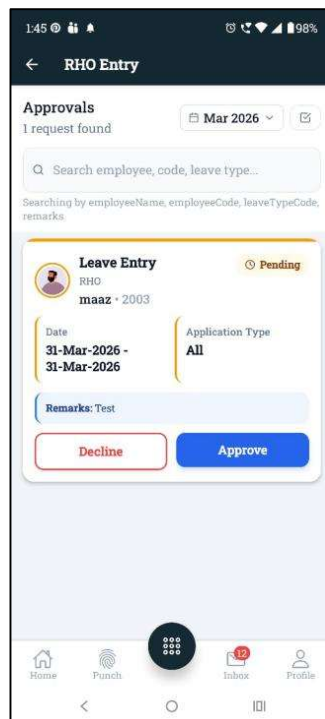 1:45
98%
RHO Entry
Approvals
1 request found
Mar 2026
Search employee, code, leave type...
Searching by employeeName, employeeCode, leaveTypeCode,
remarks
Leave Entry
Pending
RHO
maaz • 2003
Date
31-Mar-2026 -
31-Mar-2026
Application Type
All
Remarks: Test
Decline
Approve
12
Home
Punch
Inbox
Profile